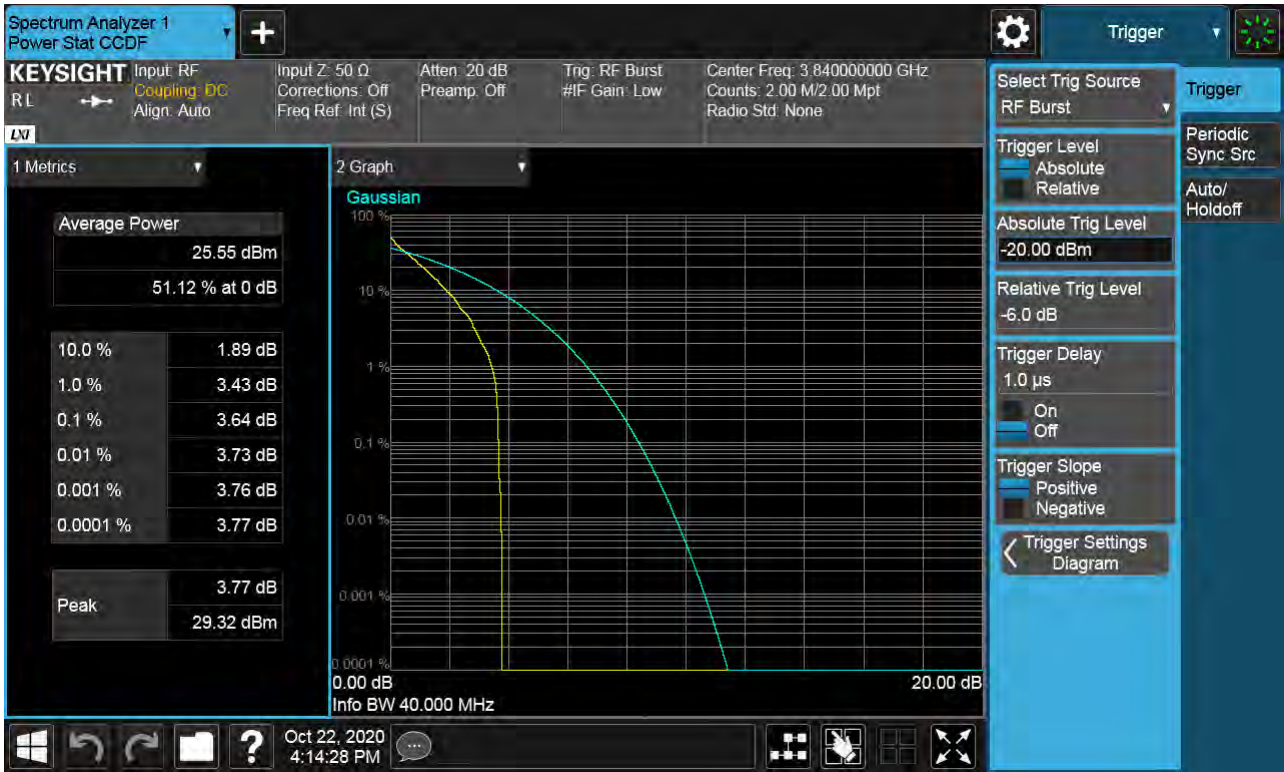 Spectrum Analyzer 1
Power Stat CCDF
+
Trigger
KEYSIGHT
RL
LXI
Input: RF
Coupling: DC
Align: Auto
Input Z: 50 Ω
Corrections: Off
Freq Ref: Int (S)
Atten: 20 dB
Preamp: Off
Trig: RF Burst
#IF Gain: Low
Center Freq: 3.840000000 GHz
Counts: 2.00 M/2.00 Mpt
Radio Std: None
1 Metrics
Average Power
25.55 dBm
51.12 % at 0 dB
10.0 % 1.89 dB
1.0 % 3.43 dB
0.1 % 3.64 dB
0.01 % 3.73 dB
0.001 % 3.76 dB
0.0001 % 3.77 dB
Peak
3.77 dB
29.32 dBm
2 Graph
Gaussian
100 %
10 %
1 %
0.1 %
0.01 %
0.001 %
0.0001 %
0.00 dB 20.00 dB
Info BW 40.000 MHz
Select Trig Source
RF Burst
Trigger Level
Absolute
Relative
Absolute Trig Level
-20.00 dBm
Relative Trig Level
-6.0 dB
Trigger Delay
1.0 µs
On
Off
Trigger Slope
Positive
Negative
Trigger Settings
Diagram
Trigger
Periodic
Sync Src
Auto/
Holdoff
?
Oct 22, 2020
4:14:28 PM